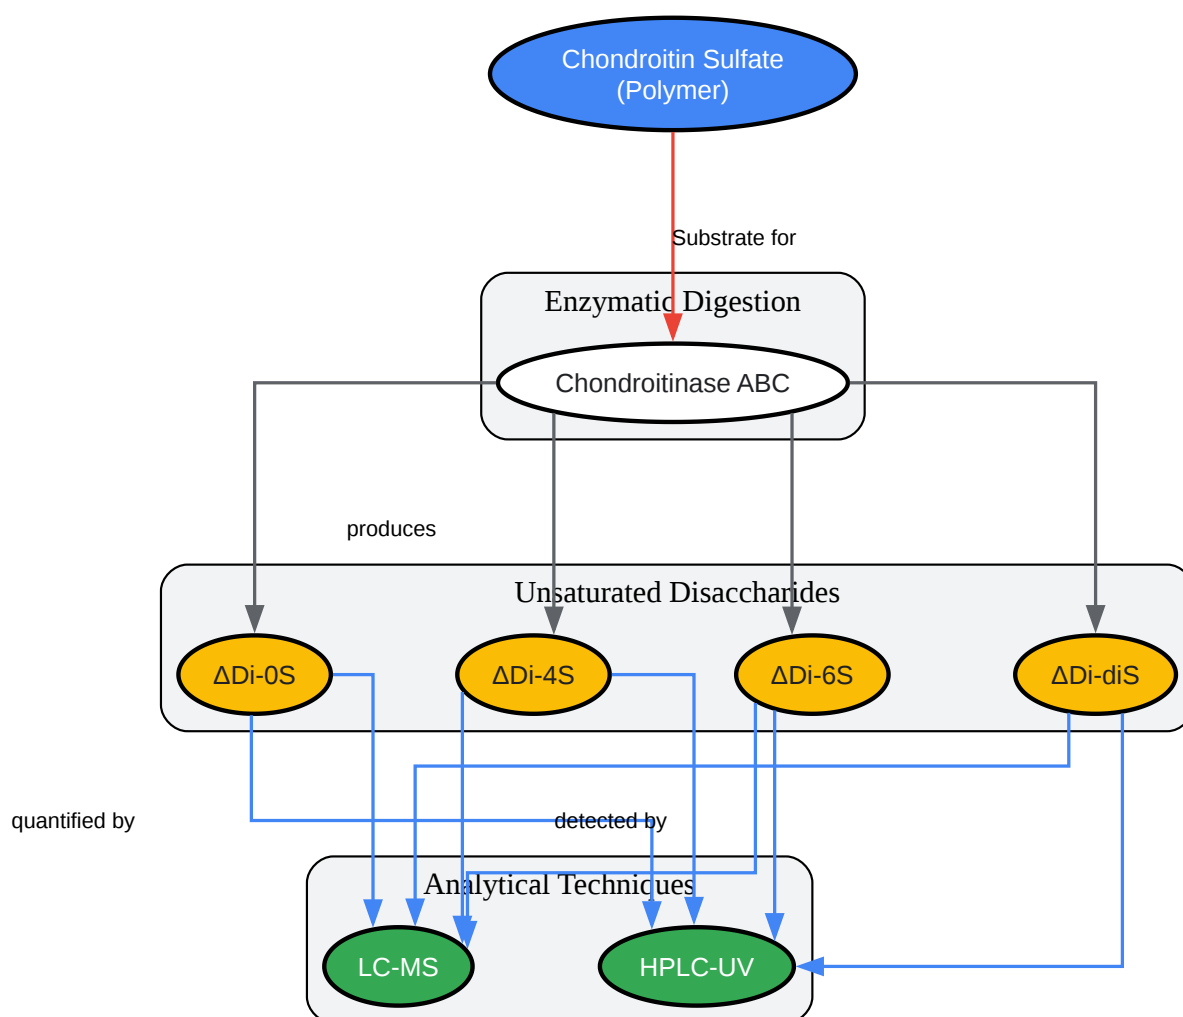 Chondroitin Sulfate
(Polymer)
Substrate for
Enzymatic Digestion
Chondroitinase ABC
produces
Unsaturated Disaccharides
ΔDi-0S
ΔDi-4S
ΔDi-6S
ΔDi-diS
quantified by
detected by
Analytical Techniques
LC-MS
HPLC-UV